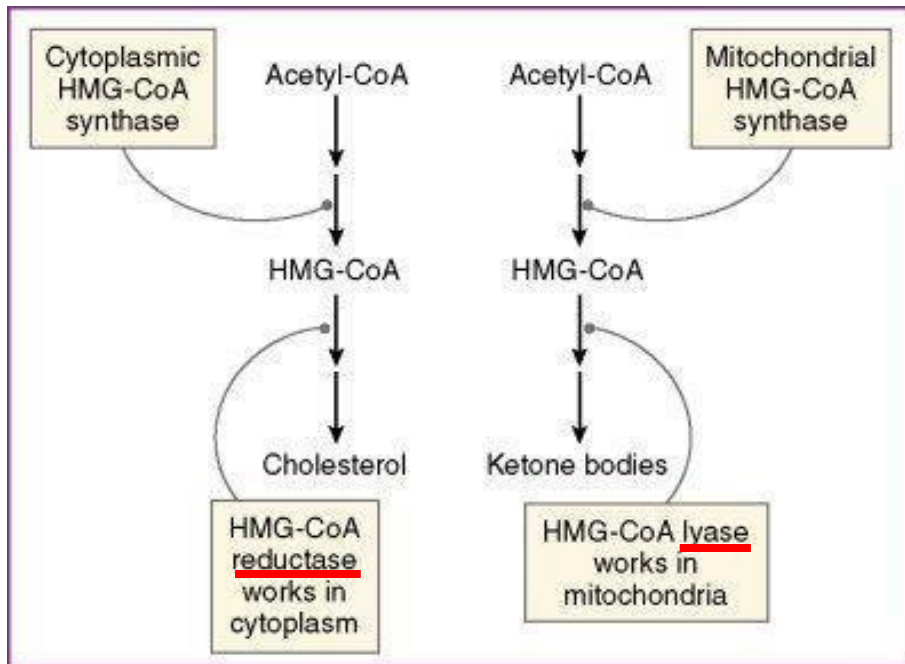 Cytoplasmic
HMG-CoA
synthase
Acetyl-CoA
Acetyl-CoA
Mitochondrial
HMG-CoA
synthase
HMG-CoA
HMG-CoA
Cholesterol
Ketone bodies
HMG-CoA
reductase
works in
cytoplasm
HMG-CoA lyase
works in
mitochondria